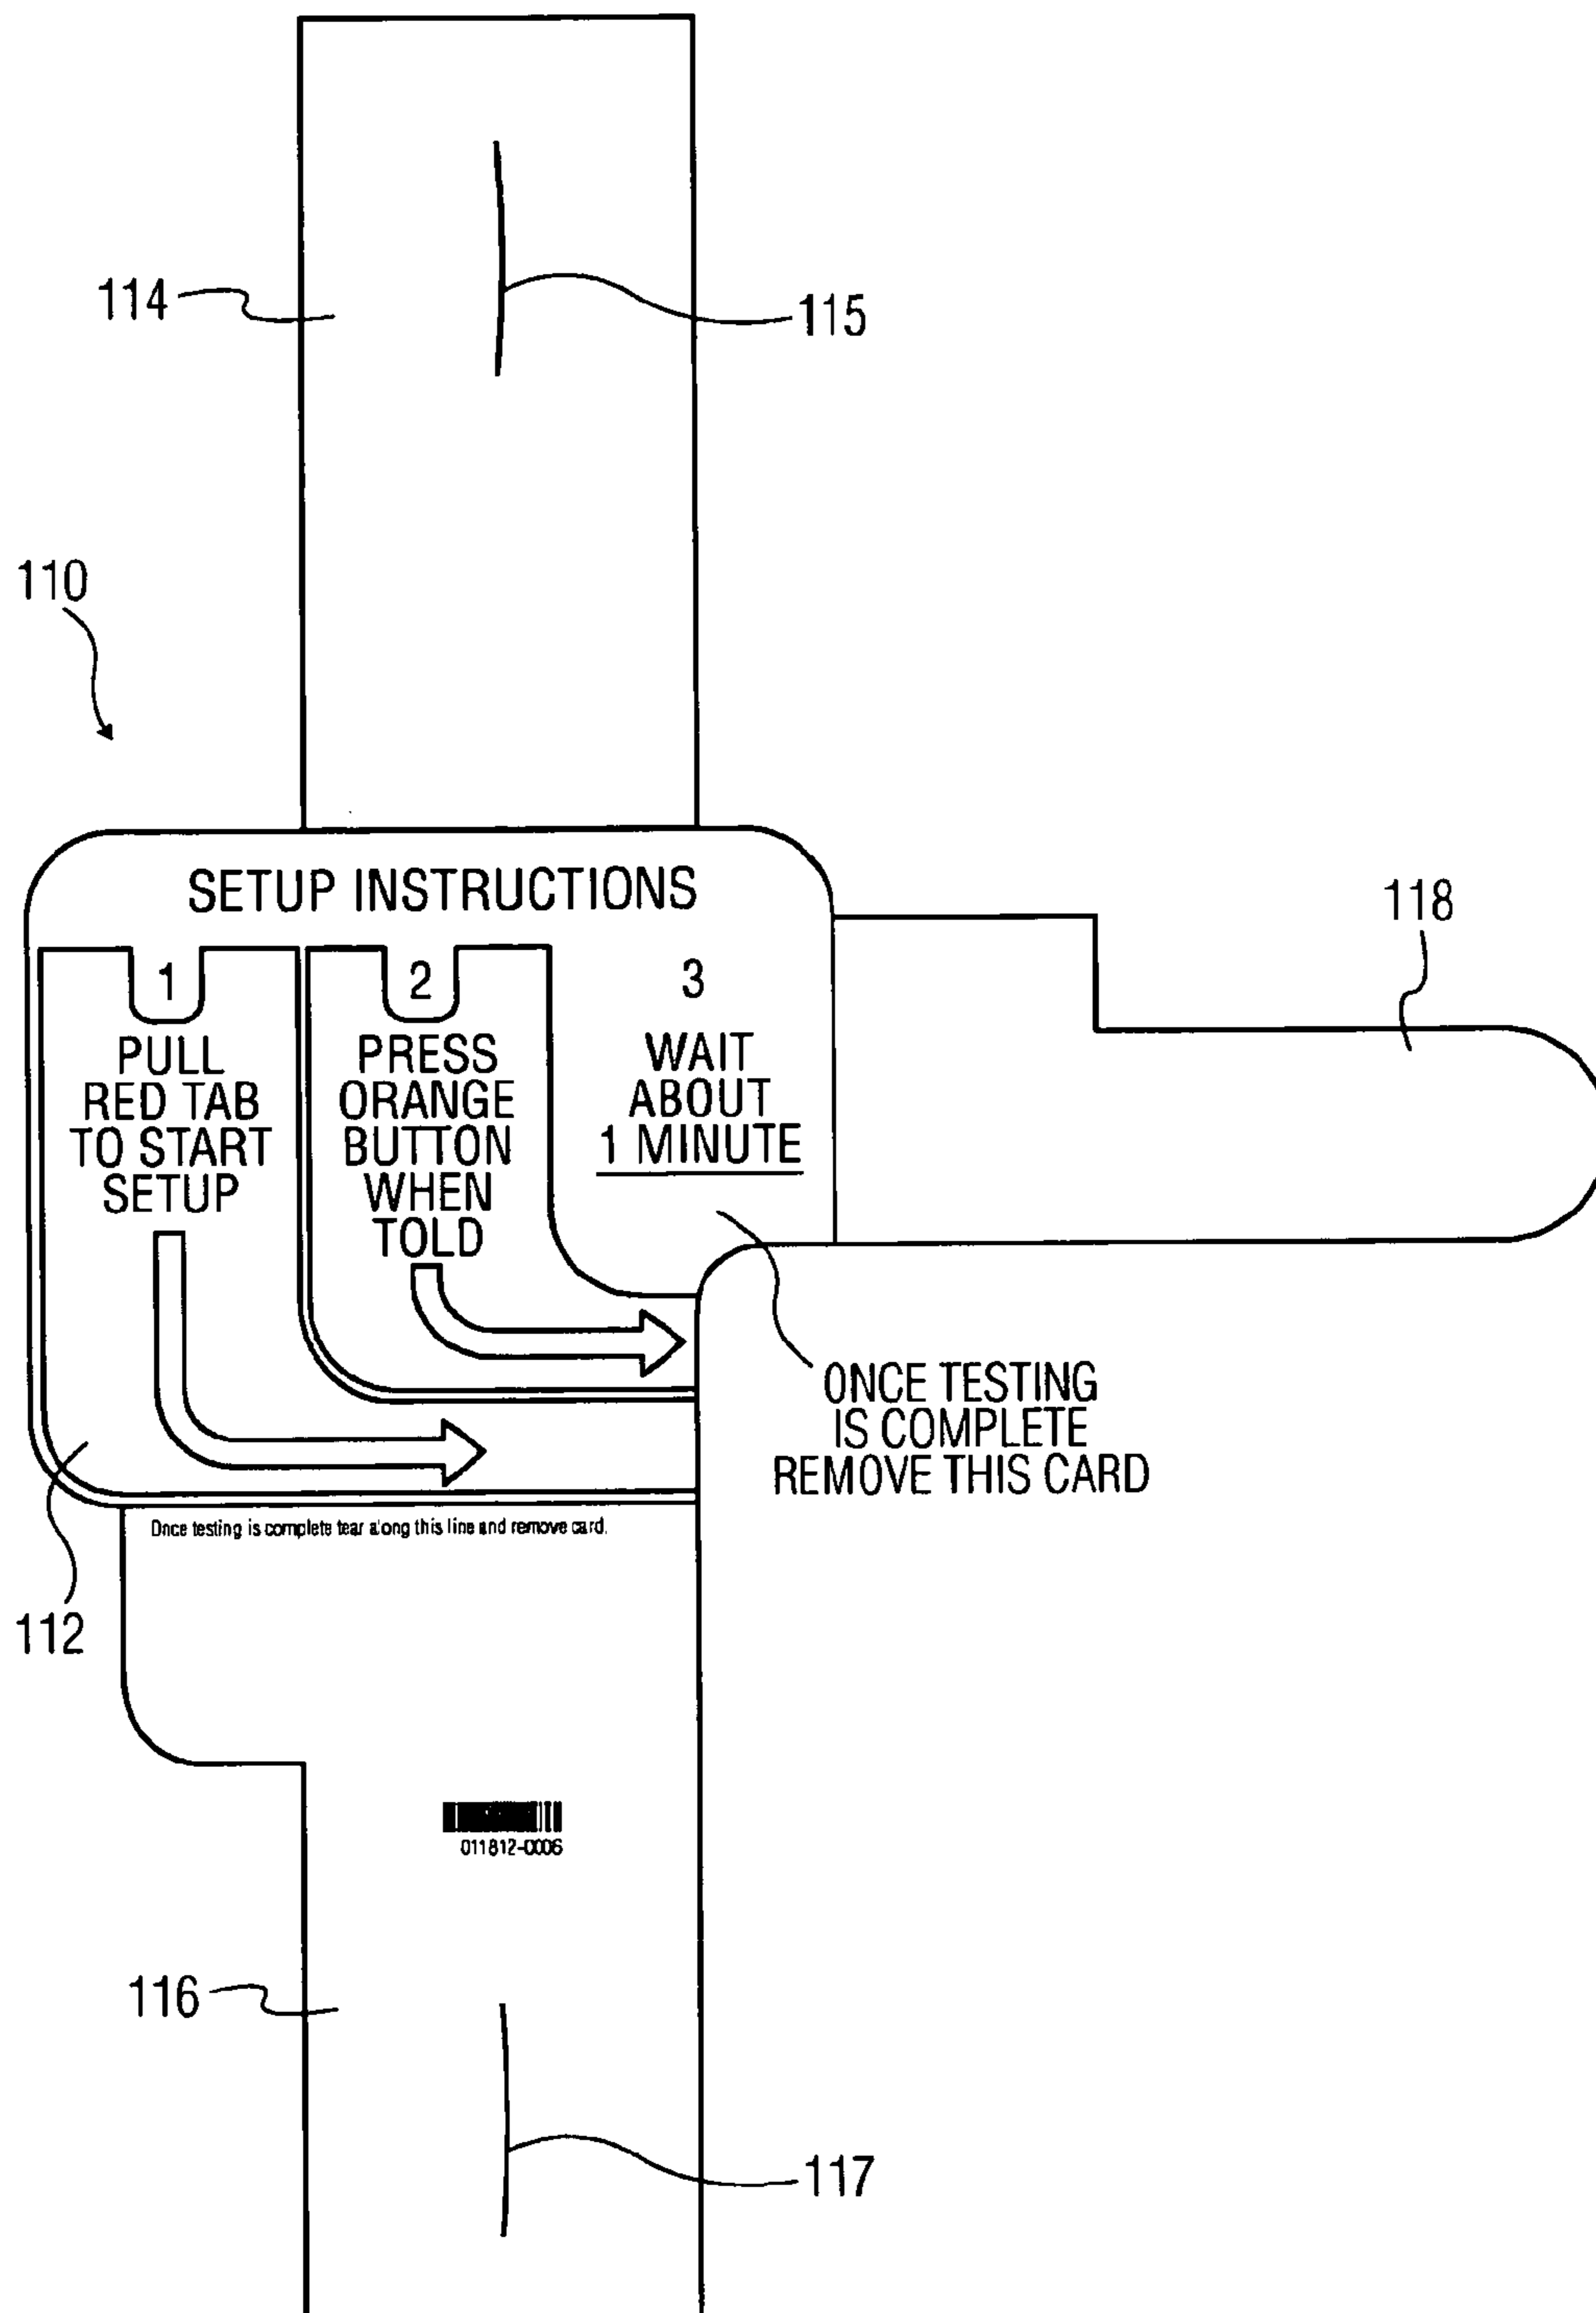 114
115
110
SETUP INSTRUCTIONS
118
1
PULL
RED TAB
TO START
SETUP
2
PRESS
ORANGE
BUTTON
WHEN
TOLD
3
WAIT
ABOUT
1 MINUTE
ONCE TESTING
IS COMPLETE
REMOVE THIS CARD
Once testing is complete tear along this line and remove card.
112
011812-0006
116
117